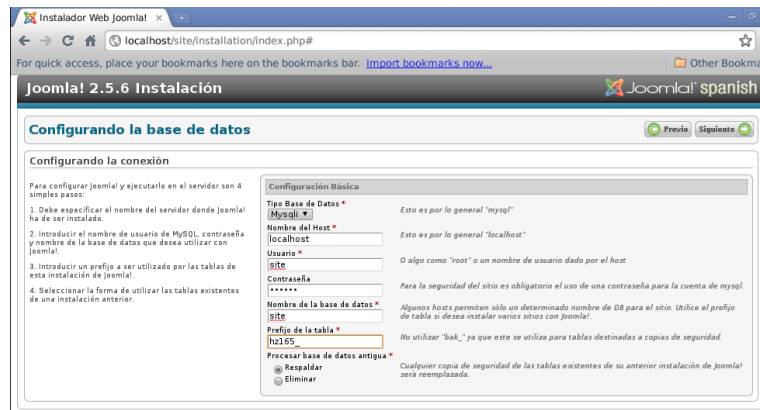 Instalador Web Joomla!
localhost/site/installation/index.php#
For quick access, place your bookmarks here on the bookmarks bar. Import bookmarks now...
Other Bookma
Joomla! 2.5.6 Instalación
Joomla! spanish
Configurando la base de datos
Previo
Siguiente
Configurando la conexión
Para configurar Joomla! y ejecutarlo en el servidor son 4
simples pasos:
1. Debe especificar el nombre del servidor donde Joomla!
ha de ser instalado.
2. Introducir el nombre de usuario de MySQL, contraseña
y nombre de la base de datos que desea utilizar con
Joomla!.
3. Introducir un prefijo a ser utilizado por las tablas de
esta instalación de Joomla!.
4. Seleccionar la forma de utilizar las tablas existentes
de una instalación anterior.
Configuración Básica
Tipo Base de Datos *
Mysqli
Esto es por lo general "mysql"
Nombre del Host *
localhost
Esto es por lo general "localhost"
Usuario *
site
O algo como "root" o un nombre de usuario dado por el host
Contraseña
••••••
Para la seguridad del sitio es obligatorio el uso de una contraseña para la cuenta de mysql.
Nombre de la base de datos *
site
Algunos hosts permiten sólo un determinado nombre de DB para el sitio. Utilice el prefijo
de tabla si desea instalar varios sitios con Joomla!.
Prefijo de la tabla *
hz165_
No utilizar "bak_" ya que este se utiliza para tablas destinadas a copias de seguridad.
Procesar base de datos antigua *
Respaldar
Eliminar
Cualquier copia de seguridad de las tablas existentes de su anterior instalación de Joomla!
será reemplazada.